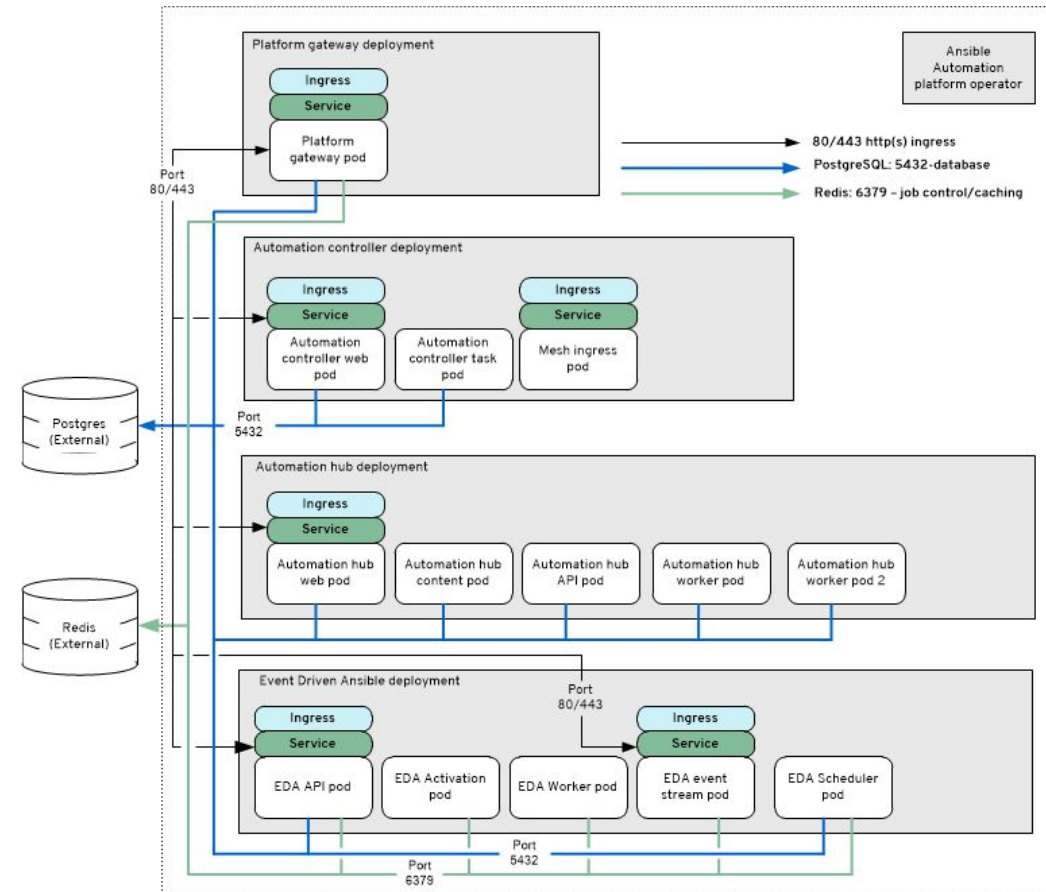 Platform gateway deployment
Ingress
Service
Platform
gateway pod
Ansible
Automation
platform operator
80/443 http(s) ingress
PostgreSQL: 5432-database
Redis: 6379 – job control/caching
Port
80/443
Automation controller deployment
Ingress
Service
Automation
controller web
pod
Automation
controller task
pod
Ingress
Service
Mesh ingress
pod
Postgres
(External)
Port
5432
Automation hub deployment
Ingress
Service
Automation hub
web pod
Automation hub
content pod
Automation hub
API pod
Automation hub
worker pod
Automation hub
worker pod 2
Redis
(External)
Event Driven Ansible deployment
Port
80/443
Ingress
Service
EDA API pod
EDA Activation
pod
EDA Worker pod
Ingress
Service
EDA event
stream pod
EDA Scheduler
pod
Port
5432
Port
6379